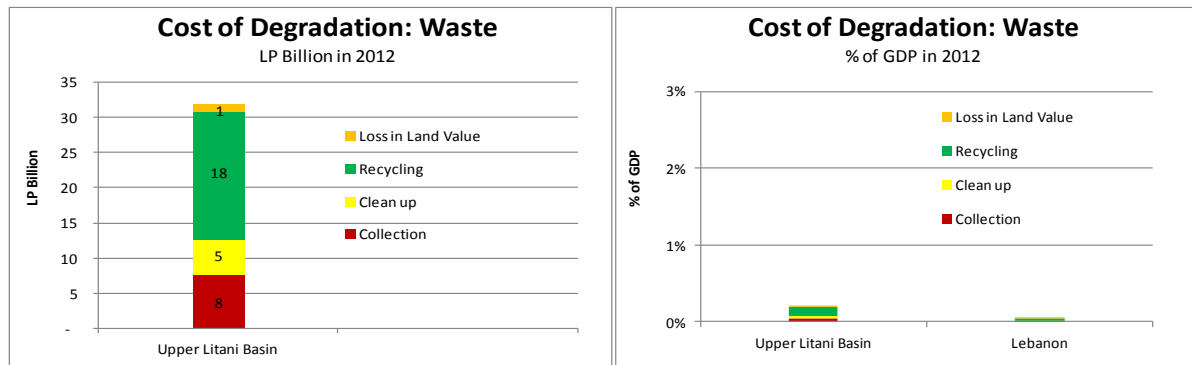 Cost of Degradation: Waste
LP Billion in 2012
35
30
25
20
15
10
5
-
LP Billion
1
18
5
8
Loss in Land Value
Recycling
Clean up
Collection
Upper Litani Basin
Cost of Degradation: Waste
% of GDP in 2012
3%
2%
1%
0%
% of GDP
Loss in Land Value
Recycling
Clean up
Collection
Upper Litani Basin
Lebanon